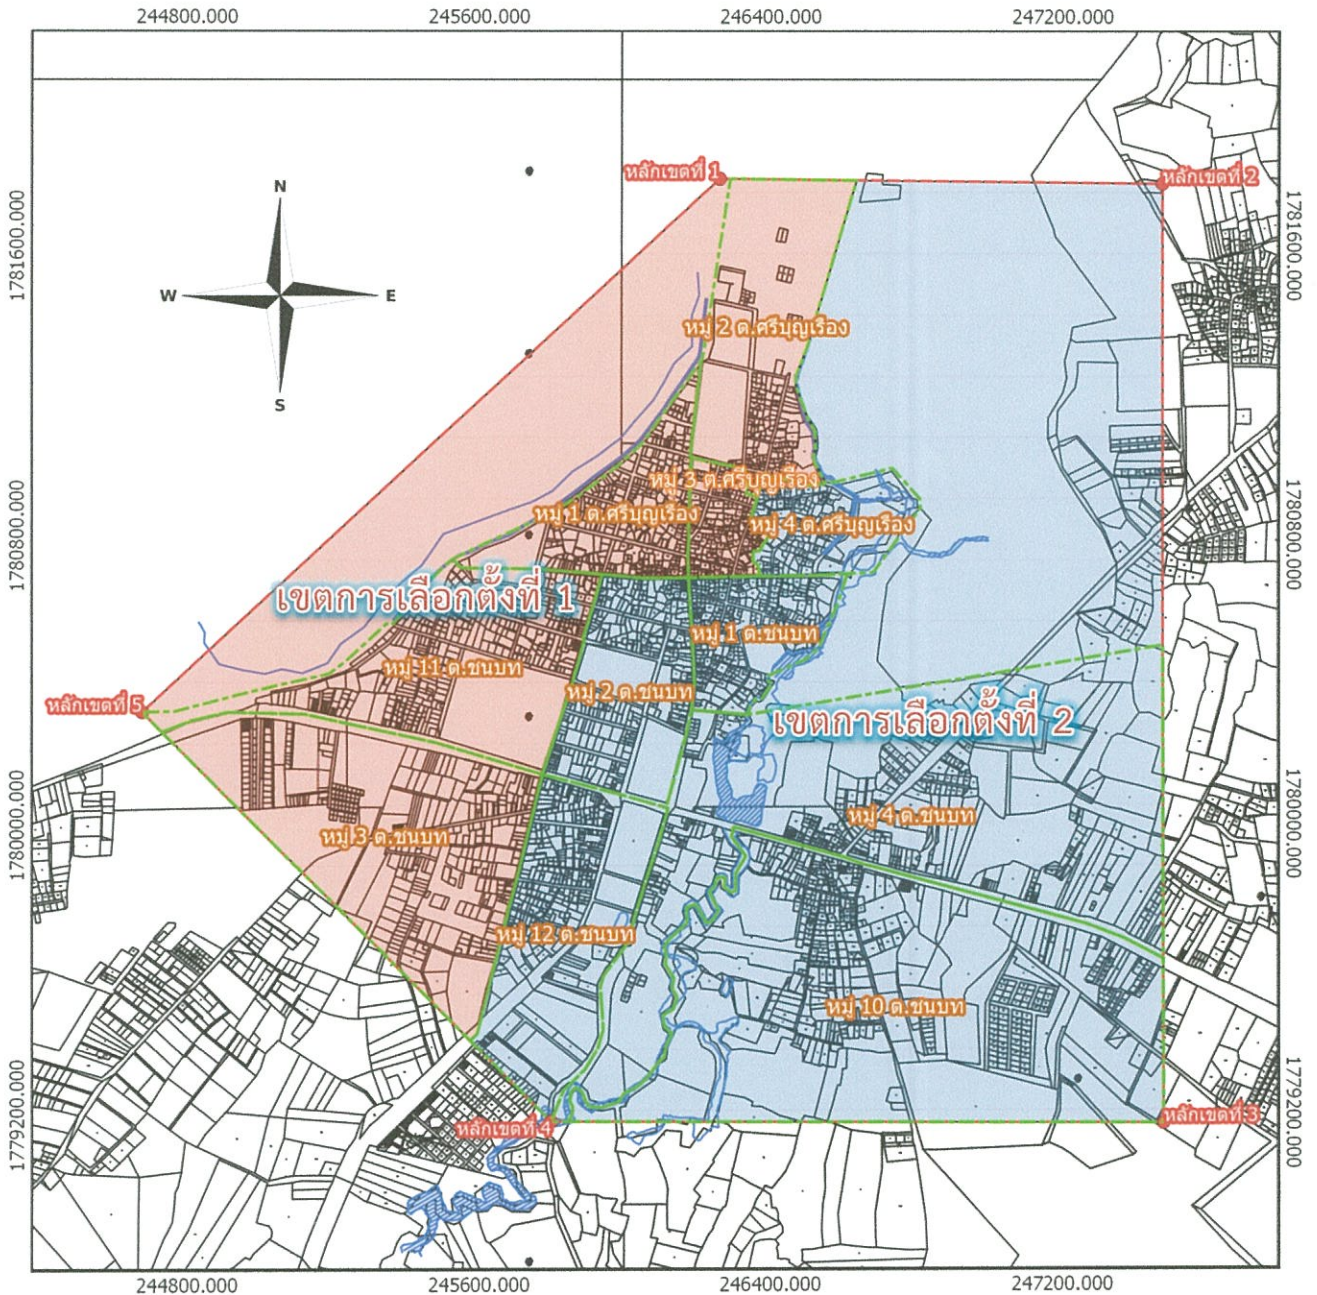 244800.000 245600.000 246400.000 247200.000
หลักเขตที่ 1
หลักเขตที่ 2
1781600.000
1781600.000
N
W
E
S
หมู่ 2 ต.ศรีบุญเรือง
หมู่ 3 ต.ศรีบุญเรือง
หมู่ 1 ต.ศรีบุญเรือง
หมู่ 4 ต.ศรีบุญเรือง
1780800.000
1780800.000
เขตการเลือกตั้งที่ 1
หมู่ 1 ต.ชนบท
หมู่ 11 ต.ชนบท
หมู่ 2 ต.ชนบท
หลักเขตที่ 5
เขตการเลือกตั้งที่ 2
1780000.000
1780000.000
หมู่ 4 ต.ชนบท
หมู่ 3 ต.ชนบท
หมู่ 12 ต.ชนบท
หมู่ 10 ต.ชนบท
1779200.000
1779200.000
หลักเขตที่ 4
หลักเขตที่ 3
244800.000 245600.000 246400.000 247200.000